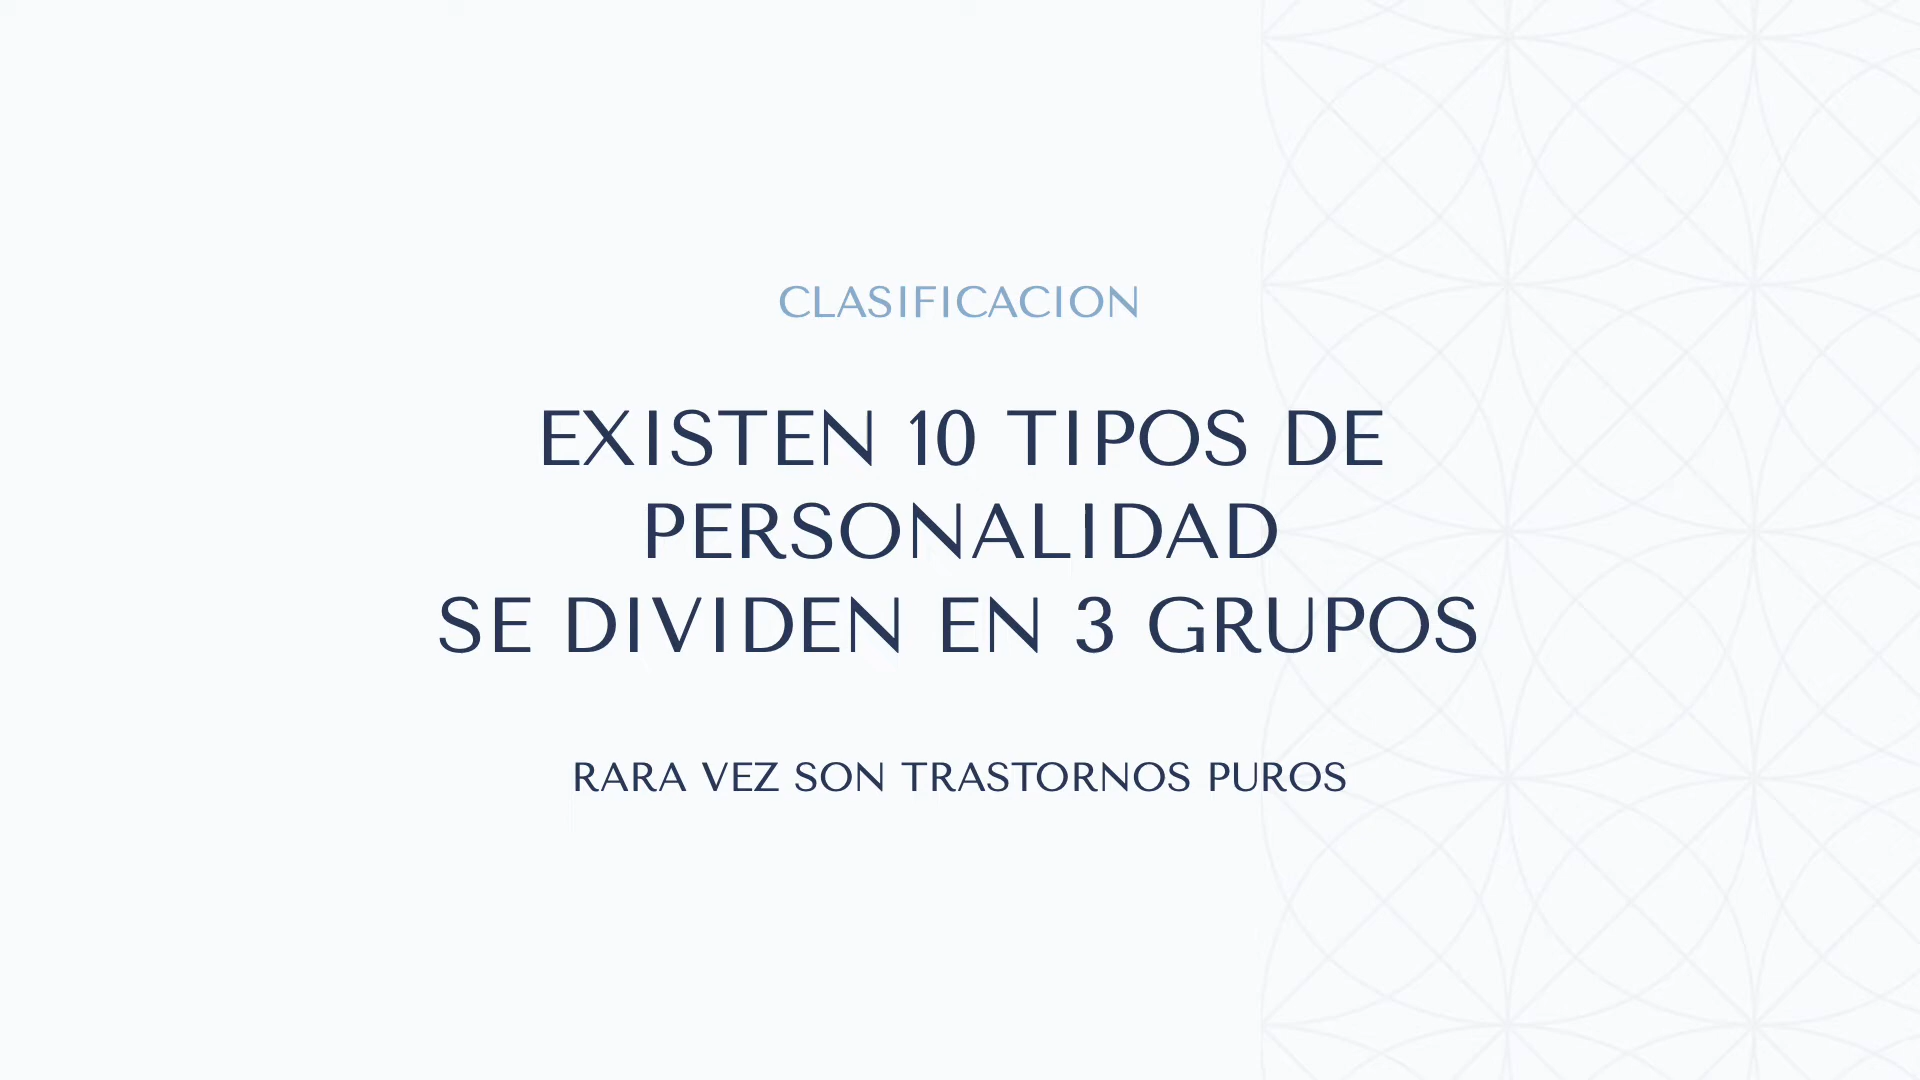 CLASIFICACION
EXISTEN 10 TIPOS DE
PERSONALIDAD
SE DIVIDEN EN 3 GRUPOS
RARA VEZ SON TRASTORNOS PUROS